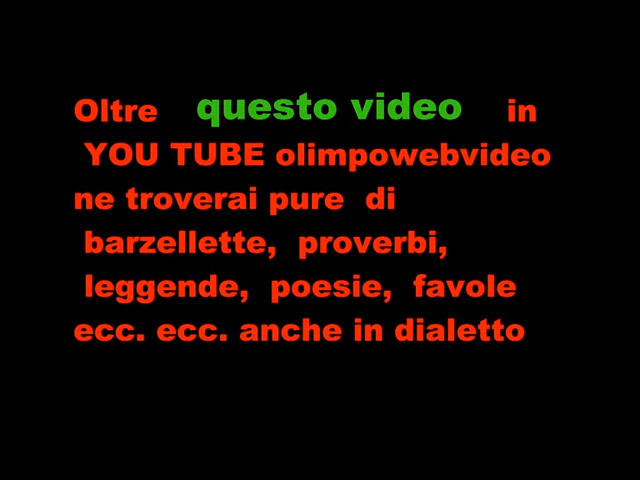 Oltre questo video in
YOU TUBE olimpowebvideo
ne troverai pure di
barzellette, proverbi,
leggende, poesie, favole
ecc. ecc. anche in dialetto